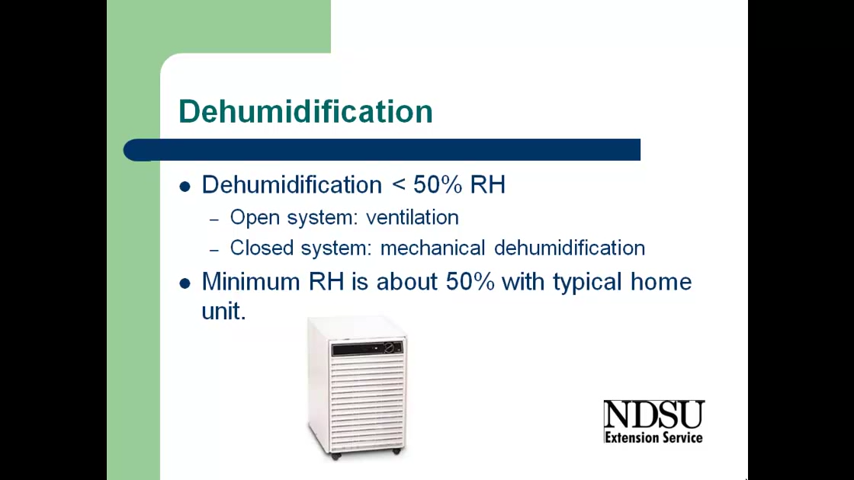 Dehumidification
Dehumidification < 50% RH
– Open system: ventilation
– Closed system: mechanical dehumidification
Minimum RH is about 50% with typical home
unit.
NDSU
Extension Service